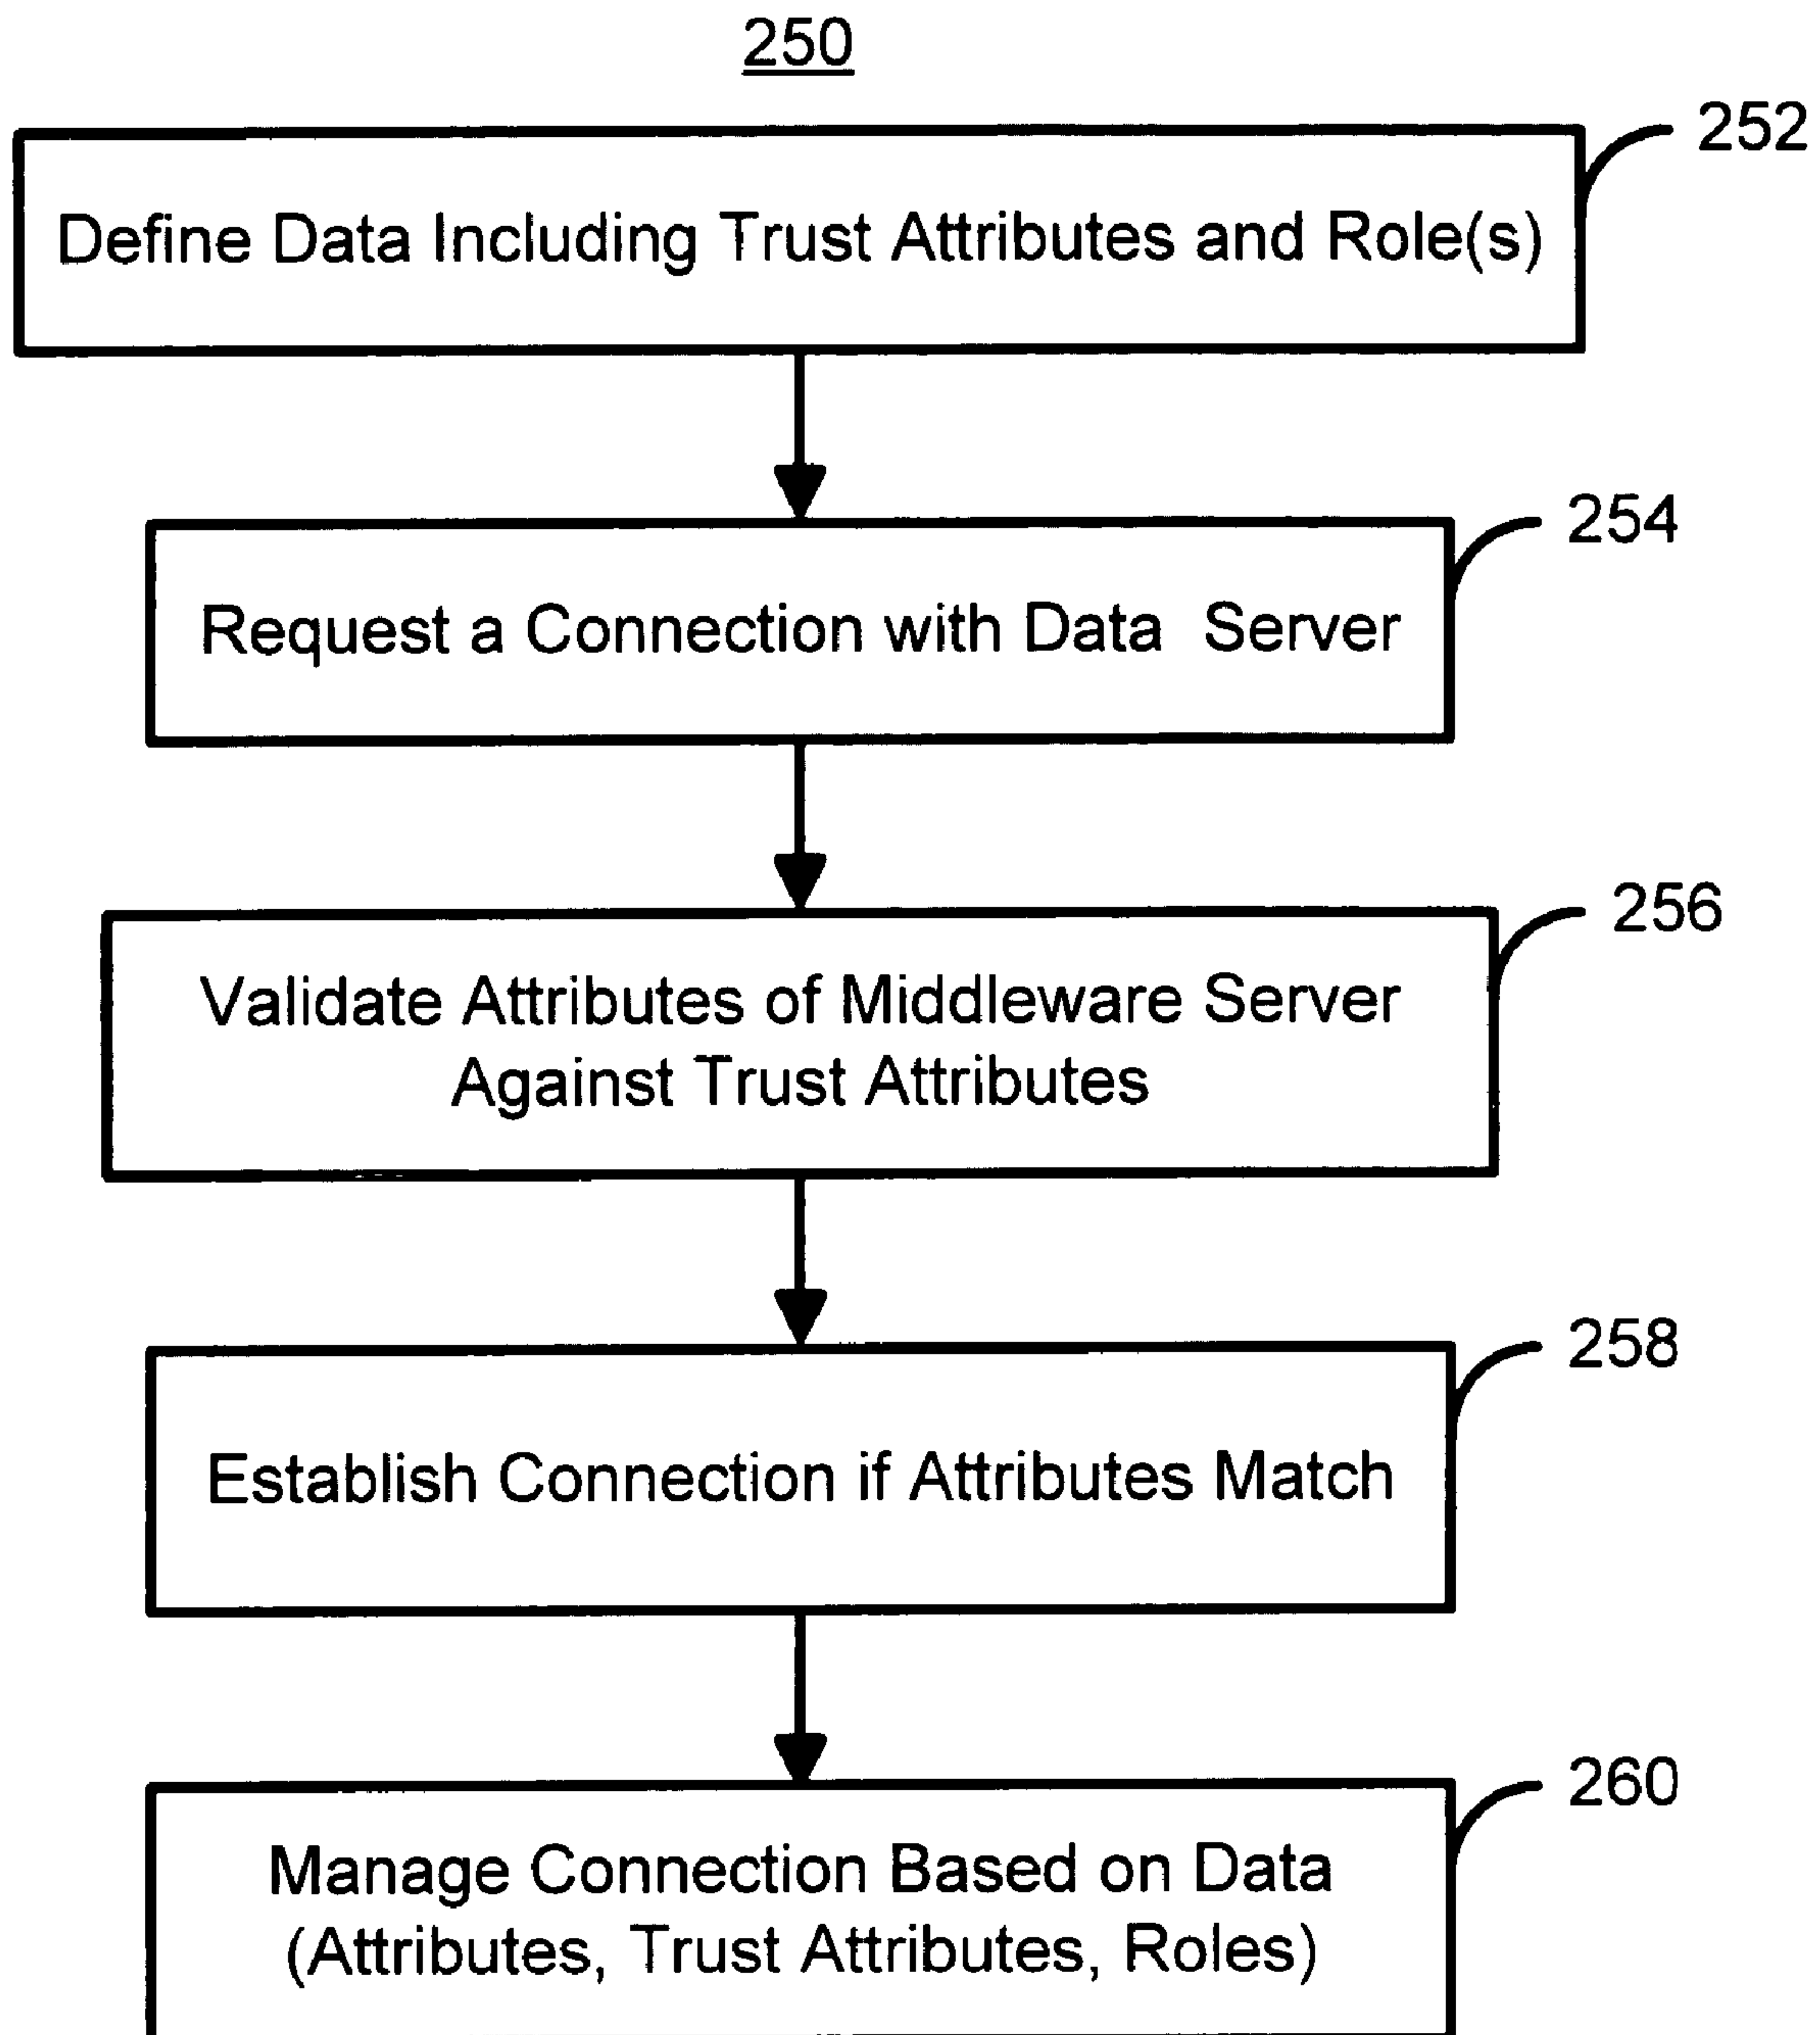 250
252
Define Data Including Trust Attributes and Role(s)
254
Request a Connection with Data Server
256
Validate Attributes of Middleware Server
Against Trust Attributes
258
Establish Connection if Attributes Match
260
Manage Connection Based on Data
(Attributes, Trust Attributes, Roles)